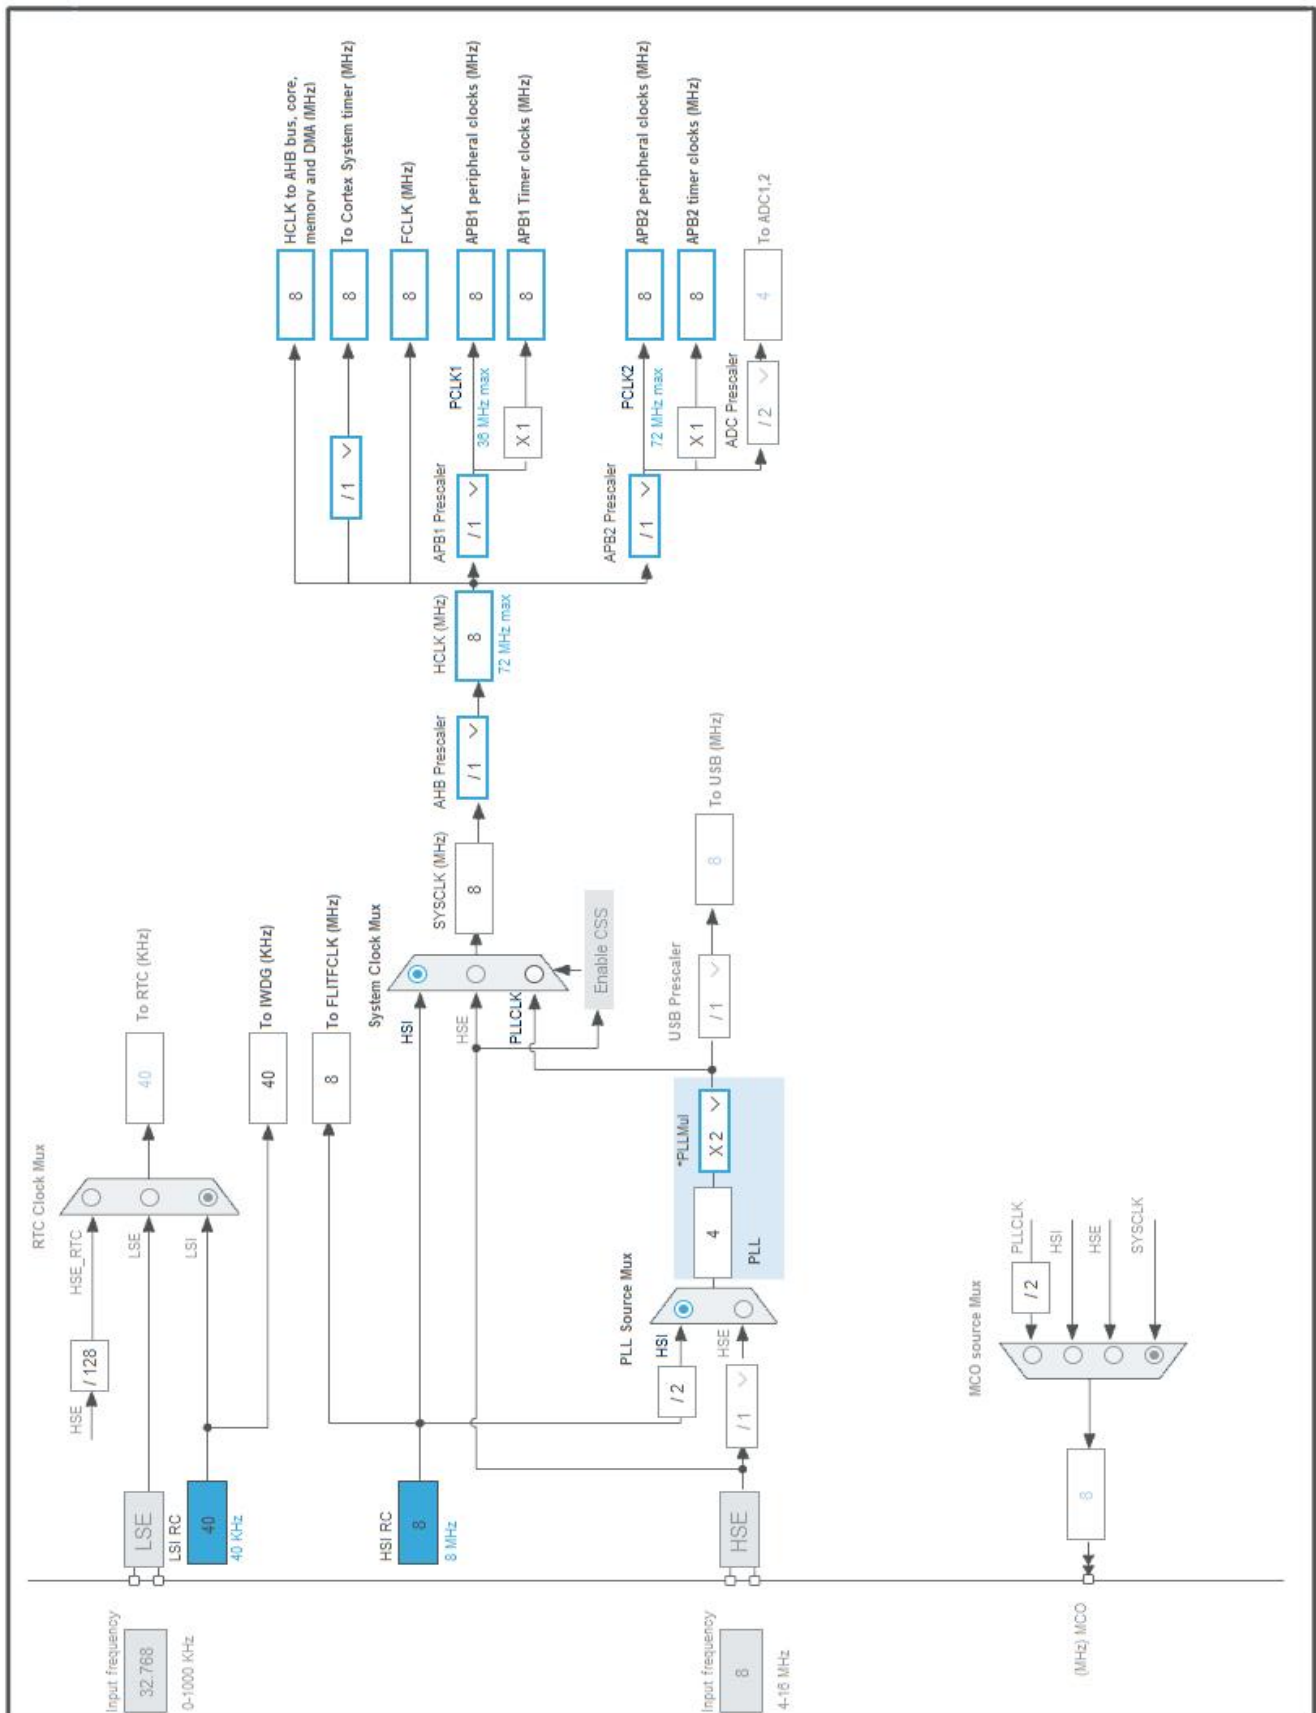 RTC Clock Mux
HSE
/ 128
HSE_RTC
To RTC (KHz)
40
Input frequency
32.768
0-1000 KHz
LSE
LSE
LSI RC
40
40 KHz
LSI
To IWDG (KHz)
40
To FLITFCLK (MHz)
8
HSI RC
8
8 MHz
System Clock Mux
HSI
HSE
PLLCLK
Enable CSS
SYSCLK (MHz)
8
AHB Prescaler
/ 1
HCLK (MHz)
8
72 MHz max
HCLK to AHB bus, core,
memory and DMA (MHz)
8
/ 1
8
To Cortex System timer (MHz)
8
FCLK (MHz)
APB1 Prescaler
/ 1
PCLK1
36 MHz max
8
APB1 peripheral clocks (MHz)
X 1
8
APB1 Timer clocks (MHz)
APB2 Prescaler
/ 1
PCLK2
72 MHz max
8
APB2 peripheral clocks (MHz)
X 1
8
APB2 timer clocks (MHz)
ADC Prescaler
/ 2
4
To ADC1,2
PLL Source Mux
HSI
/ 2
Input frequency
8
4-16 MHz
HSE
/ 1
HSE
4
*PLLMul
X 2
PLL
USB Prescaler
/ 1
8
To USB (MHz)
MCO source Mux
PLLCLK
/ 2
HSI
HSE
SYSCLK
8
(MHz) MCO